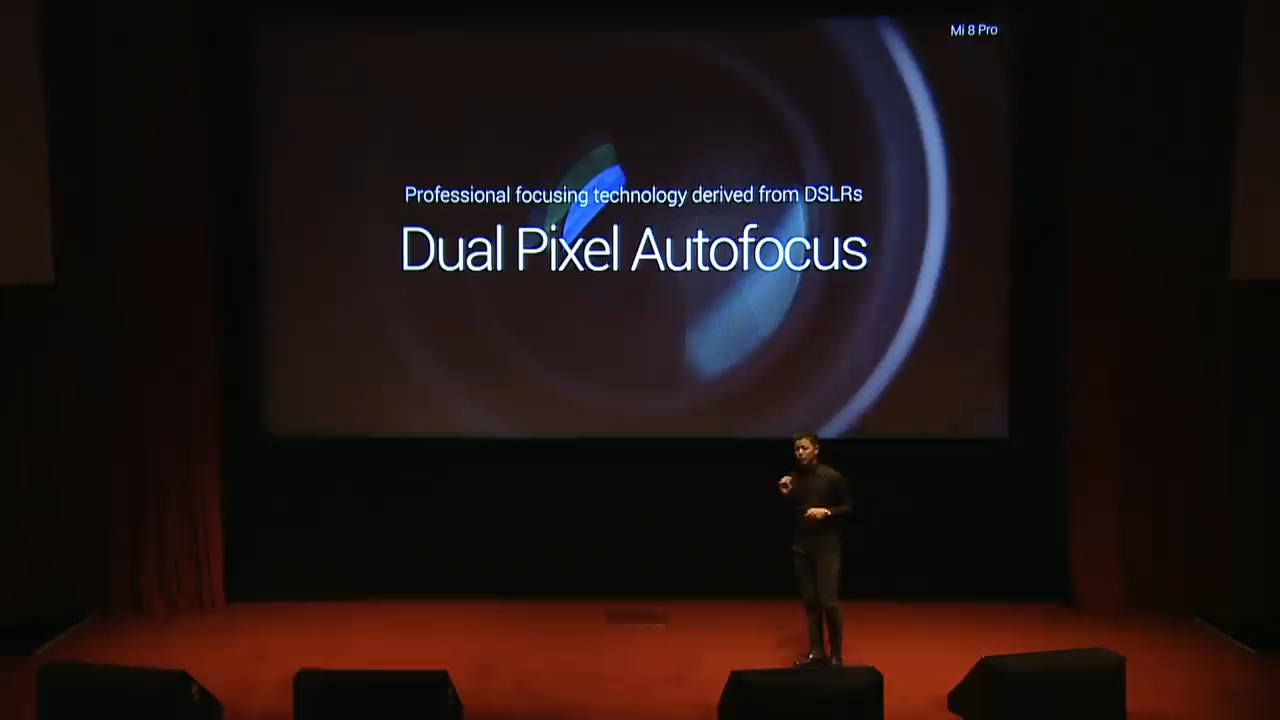 Mi 8 Pro
Professional focusing technology derived from DSLRs
Dual Pixel Autofocus